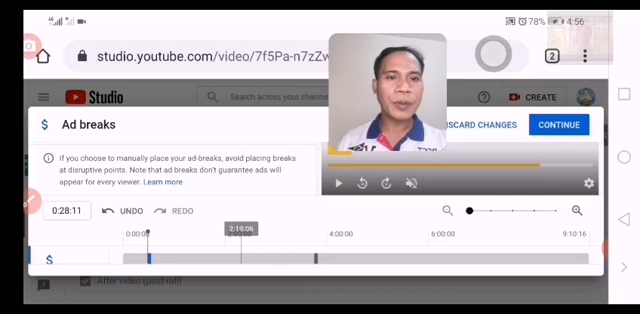 78% 4:56
studio.youtube.com/video/7f5Pa-n7zZw
2
Studio
Search across your channe
CREATE
$ Ad breaks
ISCARD CHANGES
CONTINUE
If you choose to manually place your ad-breaks, avoid placing breaks
at disruptive points. Note that ad breaks don't guarantee ads will
appear for every viewer. Learn more
0:28:11
UNDO
REDO
2:19:06
0:00:00
4:00:00
6:00:00
9:10:16
$
After video (post-roll)